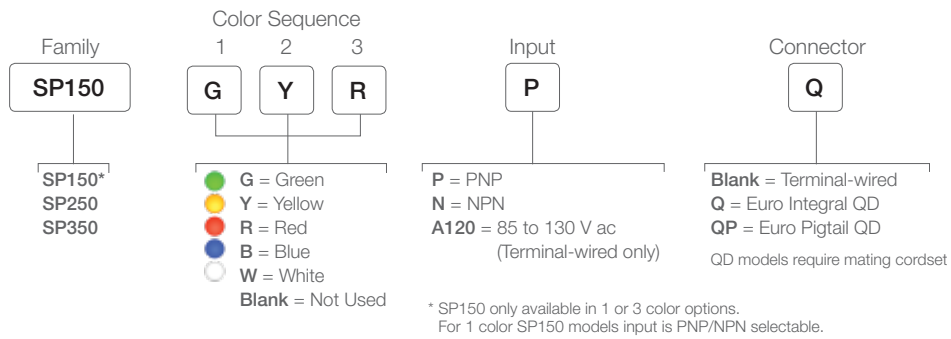 Color Sequence
Family 1 2 3 Input Connector
SP150 G Y R P Q
SP150*
SP250
SP350
G = Green
Y = Yellow
R = Red
B = Blue
W = White
Blank = Not Used
P = PNP
N = NPN
A120 = 85 to 130 V ac
(Terminal-wired only)
Blank = Terminal-wired
Q = Euro Integral QD
QP = Euro Pigtail QD
QD models require mating cordset
* SP150 only available in 1 or 3 color options.
For 1 color SP150 models input is PNP/NPN selectable.